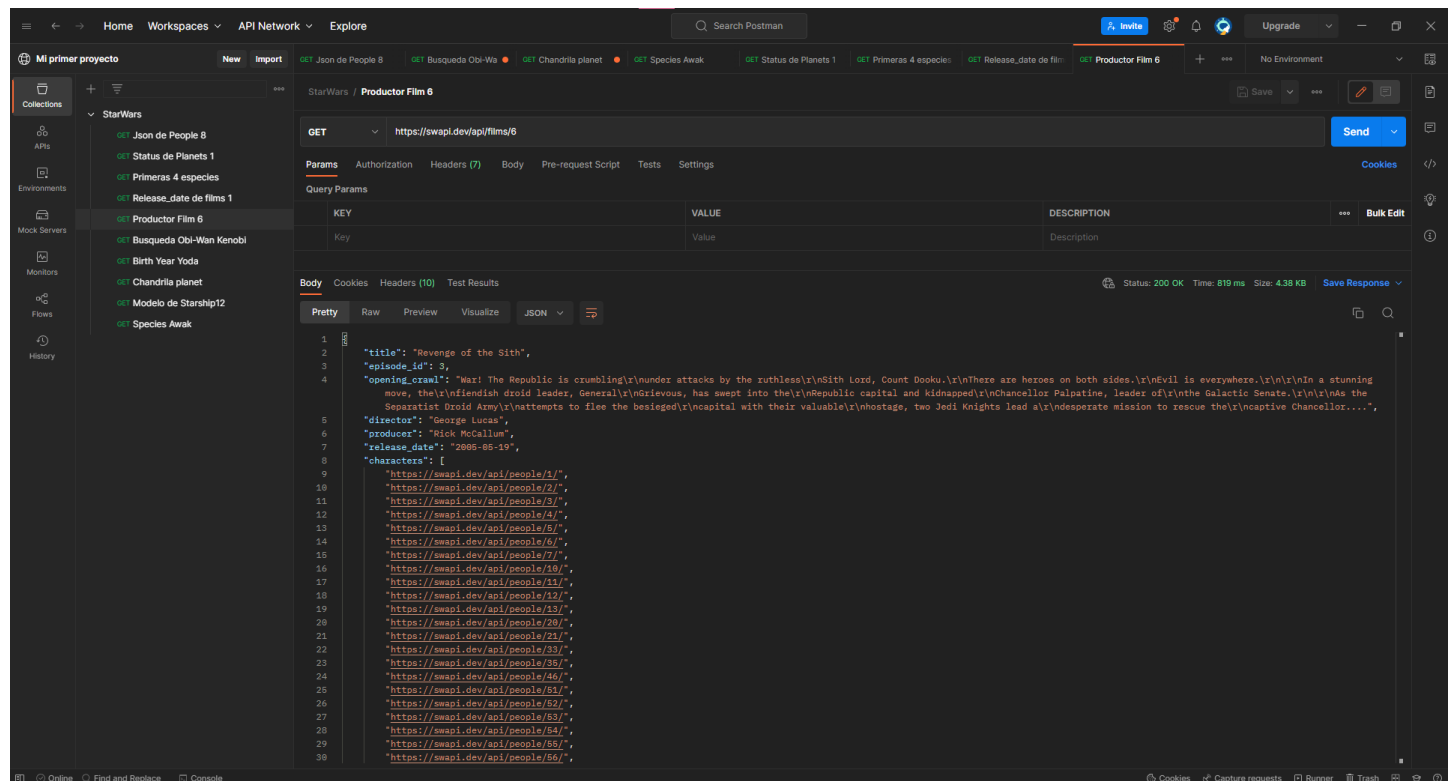 Home Workspaces API Network Explore Search Postman Invite Upgrade
Mi primer proyecto New Import GET Json de People 8 GET Busqueda Obi-Wa GET Chandrila planet GET Species Awak GET Status de Planets 1 GET Primeras 4 especies GET Release_date de film GET Productor Film 6 No Environment
Collections
APIs
Environments
Mock Servers
Monitors
Flows
History
StarWars
GET Json de People 8
GET Status de Planets 1
GET Primeras 4 especies
GET Release_date de films 1
GET Productor Film 6
GET Busqueda Obi-Wan Kenobi
GET Birth Year Yoda
GET Chandrila planet
GET Modelo de Starship12
GET Species Awak
StarWars / Productor Film 6 Save
GET https://swapi.dev/api/films/6 Send
Params Authorization Headers (7) Body Pre-request Script Tests Settings Cookies
Query Params
KEY VALUE DESCRIPTION Bulk Edit
Key Value Description
Body Cookies Headers (10) Test Results Status: 200 OK Time: 819 ms Size: 4.38 KB Save Response
Pretty Raw Preview Visualize JSON
1 {
2 "title": "Revenge of the Sith",
3 "episode_id": 3,
4 "opening_crawl": "War! The Republic is crumbling\r\nunder attacks by the ruthless\r\nSith Lord, Count Dooku.\r\nThere are heroes on both sides.\r\nEvil is everywhere.\r\n\r\nIn a stunning
move, the\r\nfiendish droid leader, General\r\nGrievous, has swept into the\r\nRepublic capital and kidnapped\r\nChancellor Palpatine, leader of\r\nthe Galactic Senate.\r\n\r\nAs the
Separatist Droid Army\r\nattempts to flee the besieged\r\ncapital with their valuable\r\nhostage, two Jedi Knights lead a\r\ndesperate mission to rescue the\r\ncaptive Chancellor....",
5 "director": "George Lucas",
6 "producer": "Rick McCallum",
7 "release_date": "2005-05-19",
8 "characters": [
9 "https://swapi.dev/api/people/1/",
10 "https://swapi.dev/api/people/2/",
11 "https://swapi.dev/api/people/3/",
12 "https://swapi.dev/api/people/4/",
13 "https://swapi.dev/api/people/5/",
14 "https://swapi.dev/api/people/6/",
15 "https://swapi.dev/api/people/7/",
16 "https://swapi.dev/api/people/10/",
17 "https://swapi.dev/api/people/11/",
18 "https://swapi.dev/api/people/12/",
19 "https://swapi.dev/api/people/13/",
20 "https://swapi.dev/api/people/20/",
21 "https://swapi.dev/api/people/21/",
22 "https://swapi.dev/api/people/33/",
23 "https://swapi.dev/api/people/35/",
24 "https://swapi.dev/api/people/46/",
25 "https://swapi.dev/api/people/51/",
26 "https://swapi.dev/api/people/52/",
27 "https://swapi.dev/api/people/53/",
28 "https://swapi.dev/api/people/54/",
29 "https://swapi.dev/api/people/55/",
30 "https://swapi.dev/api/people/56/",
Online Find and Replace Console Cookies Capture requests Runner Trash